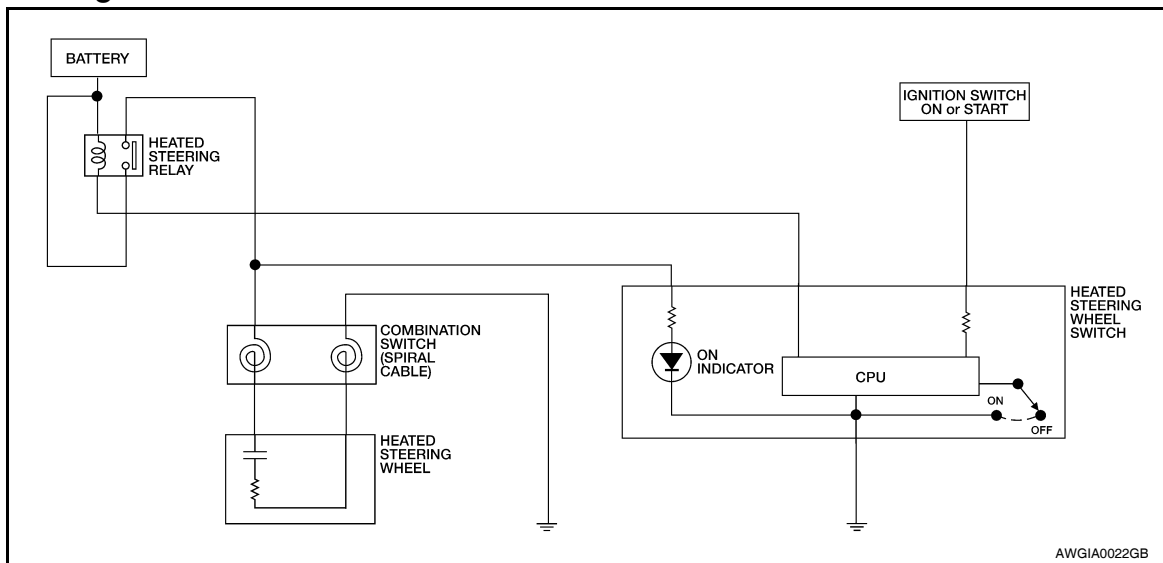 BATTERY
IGNITION SWITCH
ON or START
HEATED
STEERING
RELAY
HEATED
STEERING
WHEEL
SWITCH
COMBINATION
SWITCH
(SPIRAL
CABLE)
ON
INDICATOR
CPU
ON
OFF
HEATED
STEERING
WHEEL
AWGIA0022GB